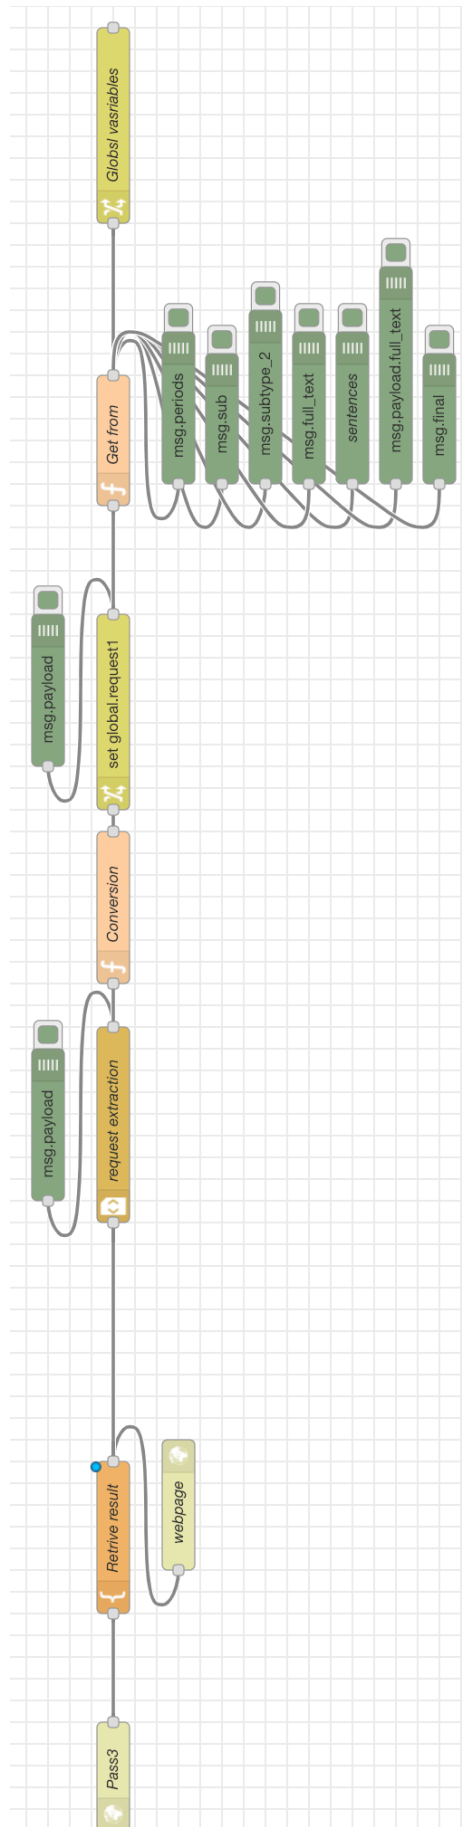 Pass3
Retrive result
webpage
request extraction
msg.payload
Conversion
set global.request1
msg.payload
Get from
msg.periods
msg.sub
msg.subtype_2
msg.full_text
sentences
msg.payload.full_text
msg.final
Globsl vasriables